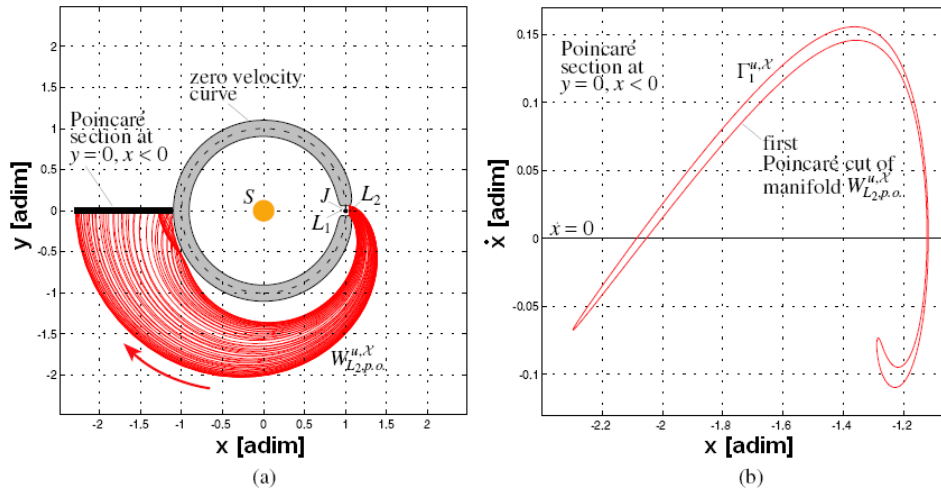 2
1.5
1
0.5
0
-0.5
-1
-1.5
-2
y [adim]
zero velocity
curve
Poincaré
section at
y = 0, x < 0
S
J
L₂
L₁
W^{u,𝒳}_{L₂,p.o.}
-2 -1.5 -1 -0.5 0 0.5 1 1.5 2
x [adim]
(a)
0.15
0.1
0.05
0
-0.05
-0.1
ẋ [adim]
Poincaré
section at
y = 0, x < 0
Γ₁^{u,𝒳}
first
Poincaré cut of
manifold W^{u,𝒳}_{L₂,p.o.}
ẋ = 0
-2.2 -2 -1.8 -1.6 -1.4 -1.2
x [adim]
(b)